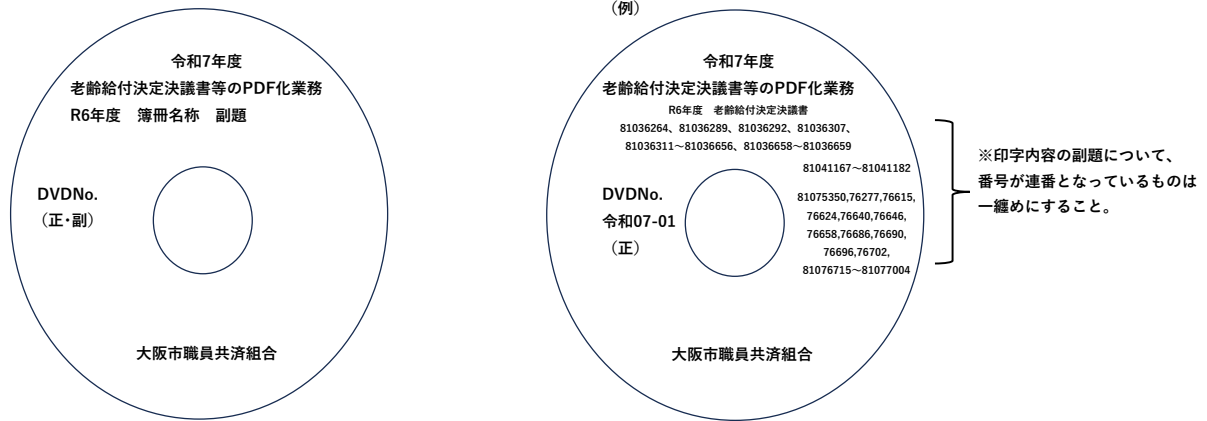 令和7年度
老齢給付決定決議書等のPDF化業務
R6年度　簿冊名称　副題
DVDNo.
（正・副）
大阪市職員共済組合
（例）
令和7年度
老齢給付決定決議書等のPDF化業務
R6年度　老齢給付決定決議書
81036264、81036289、81036292、81036307、
81036311～81036656、81036658～81036659
81041167～81041182
DVDNo.
令和07-01
（正）
81075350,76277,76615,
76624,76640,76646,
76658,76686,76690,
76696,76702,
81076715～81077004
大阪市職員共済組合
※印字内容の副題について、
番号が連番となっているものは
一纏めにすること。